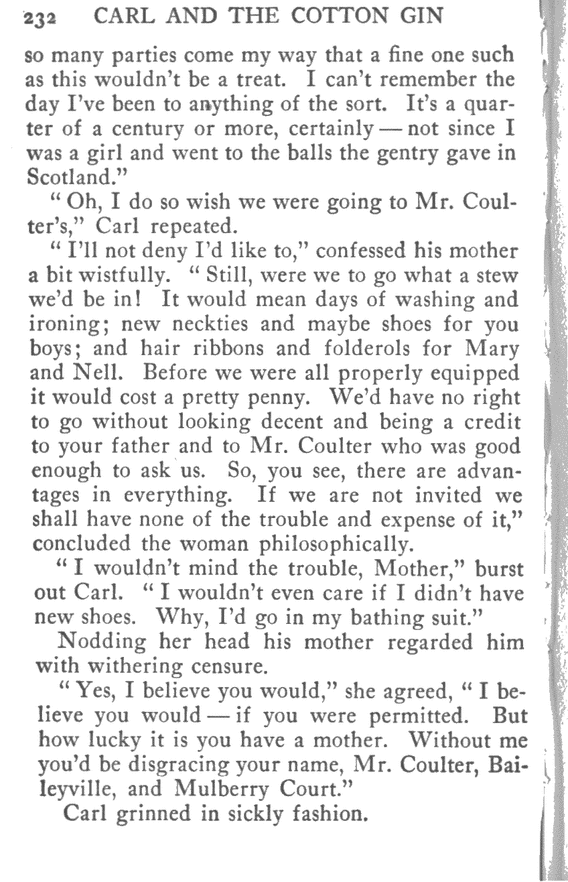 232 CARL AND THE COTTON GIN
so many parties come my way that a fine one such
as this wouldn't be a treat. I can't remember the
day I've been to anything of the sort. It's a quar-
ter of a century or more, certainly — not since I
was a girl and went to the balls the gentry gave in
Scotland."
" Oh, I do so wish we were going to Mr. Coul-
ter's," Carl repeated.
" I'll not deny I'd like to," confessed his mother
a bit wistfully. " Still, were we to go what a stew
we'd be in! It would mean days of washing and
ironing; new neckties and maybe shoes for you
boys; and hair ribbons and folderols for Mary
and Nell. Before we were all properly equipped
it would cost a pretty penny. We'd have no right
to go without looking decent and being a credit
to your father and to Mr. Coulter who was good
enough to ask us. So, you see, there are advan-
tages in everything. If we are not invited we
shall have none of the trouble and expense of it,"
concluded the woman philosophically.
" I wouldn't mind the trouble, Mother," burst
out Carl. " I wouldn't even care if I didn't have
new shoes. Why, I'd go in my bathing suit."
Nodding her head his mother regarded him
with withering censure.
" Yes, I believe you would," she agreed, " I be-
lieve you would — if you were permitted. But
how lucky it is you have a mother. Without me
you'd be disgracing your name, Mr. Coulter, Bai-
leyville, and Mulberry Court."
Carl grinned in sickly fashion.